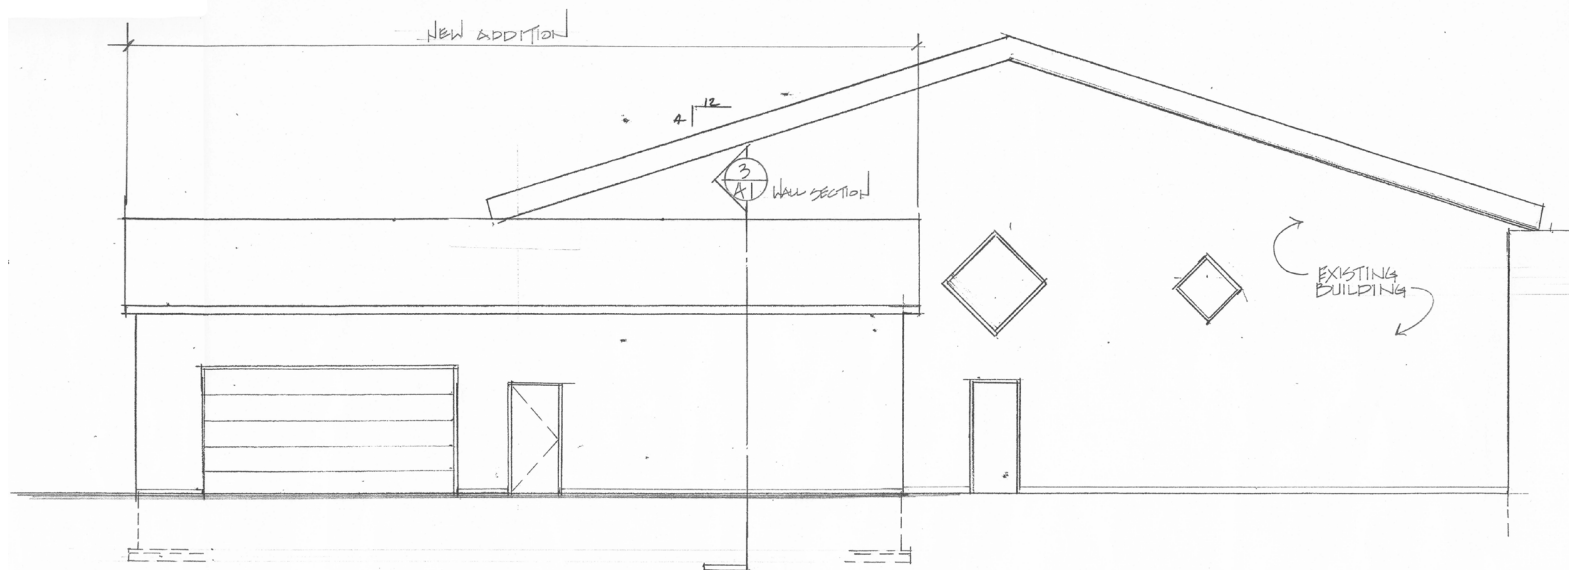 NEW ADDITION
12
4
3
A1
WALL SECTION
EXISTING
BUILDING